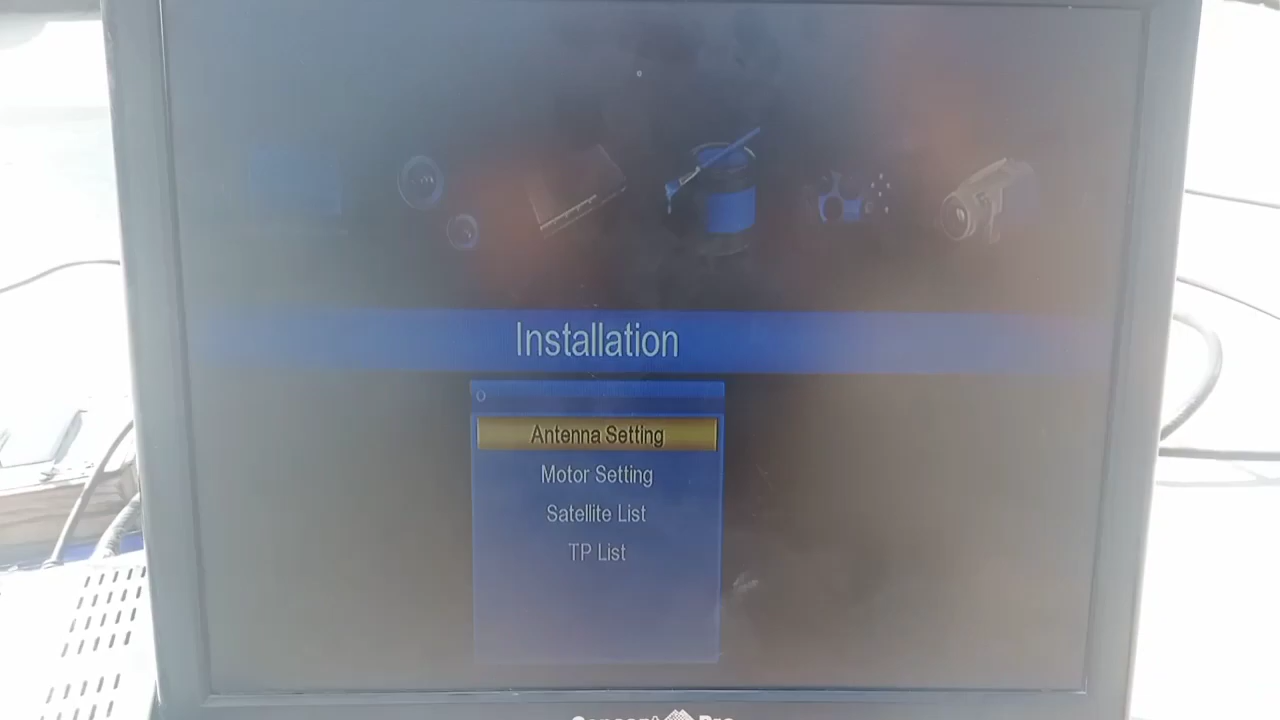 Installation
Antenna Setting
Motor Setting
Satellite List
TP List